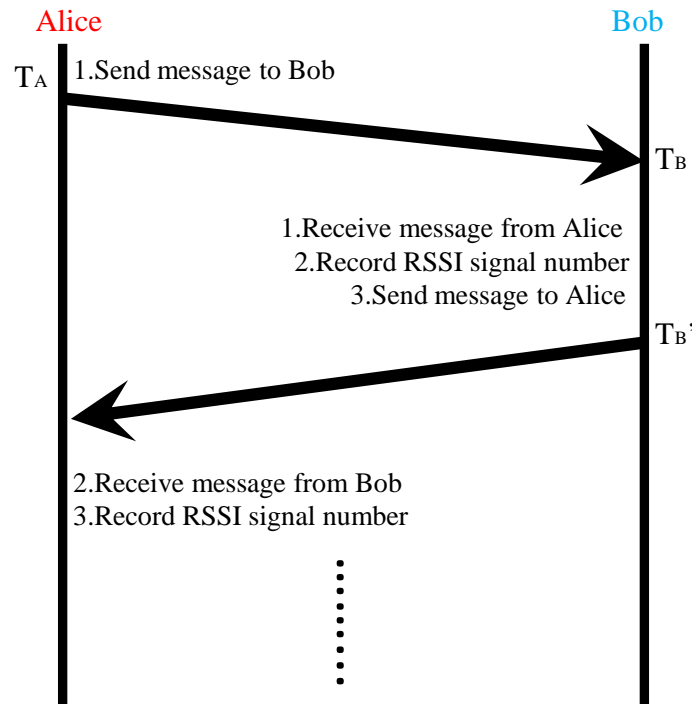 Alice
Bob
TA
1.Send message to Bob
TB
1.Receive message from Alice
2.Record RSSI signal number
3.Send message to Alice
TB’
2.Receive message from Bob
3.Record RSSI signal number